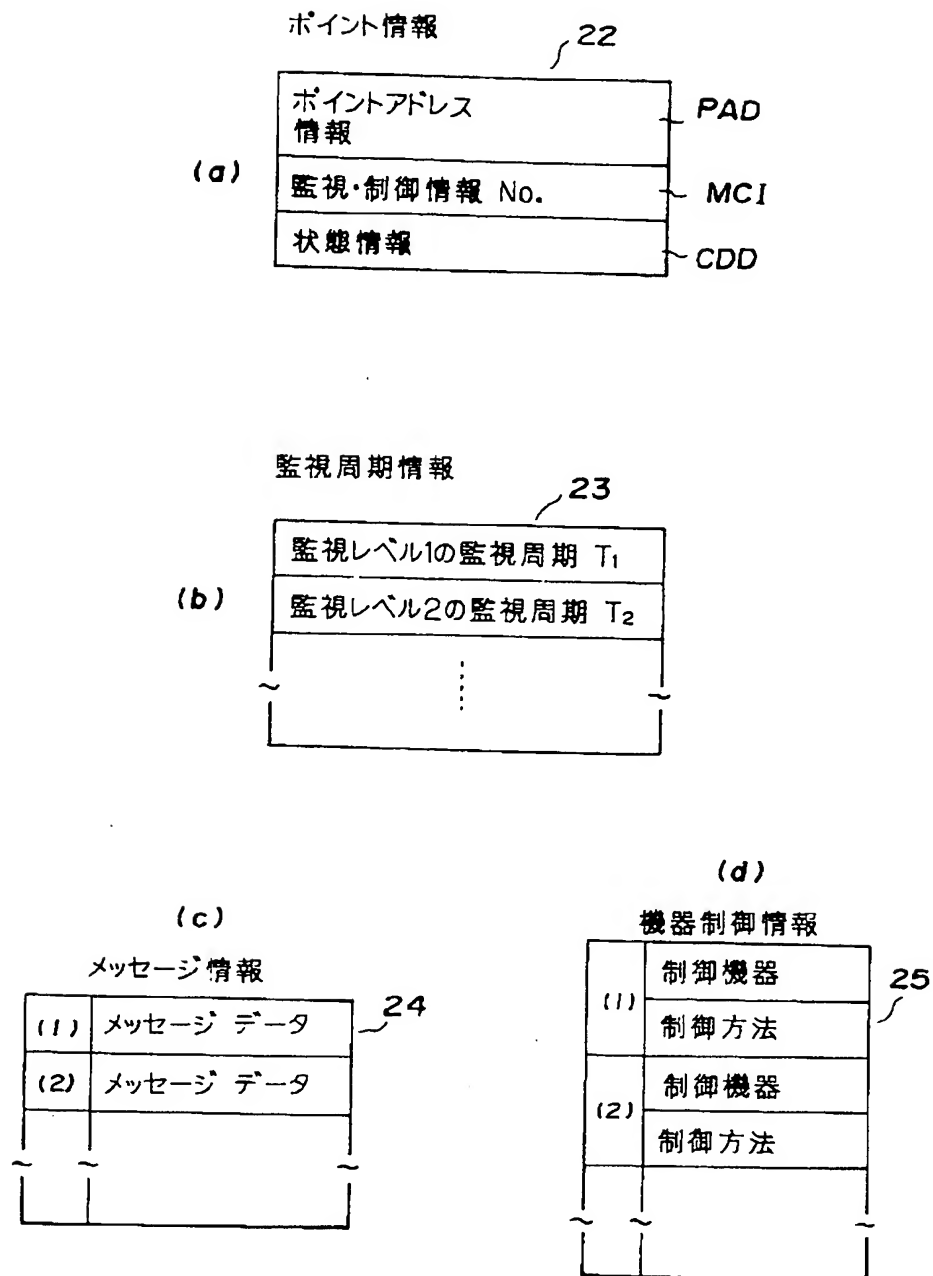 ポイント情報
22
ポイントアドレス
情報
PAD
(a)
監視・制御情報 No.
MCI
状態情報
CDD
監視周期情報
23
監視レベル1の監視周期 T1
(b)
監視レベル2の監視周期 T2
(c)
メッセージ情報
24
(1) メッセージ データ
(2) メッセージ データ
(d)
機器制御情報
25
(1)
制御機器
制御方法
(2)
制御機器
制御方法